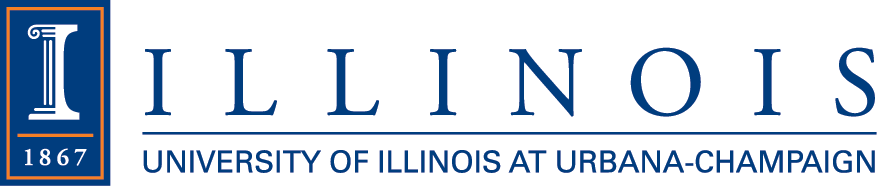 I
1867
ILLINOIS
UNIVERSITY OF ILLINOIS AT URBANA-CHAMPAIGN